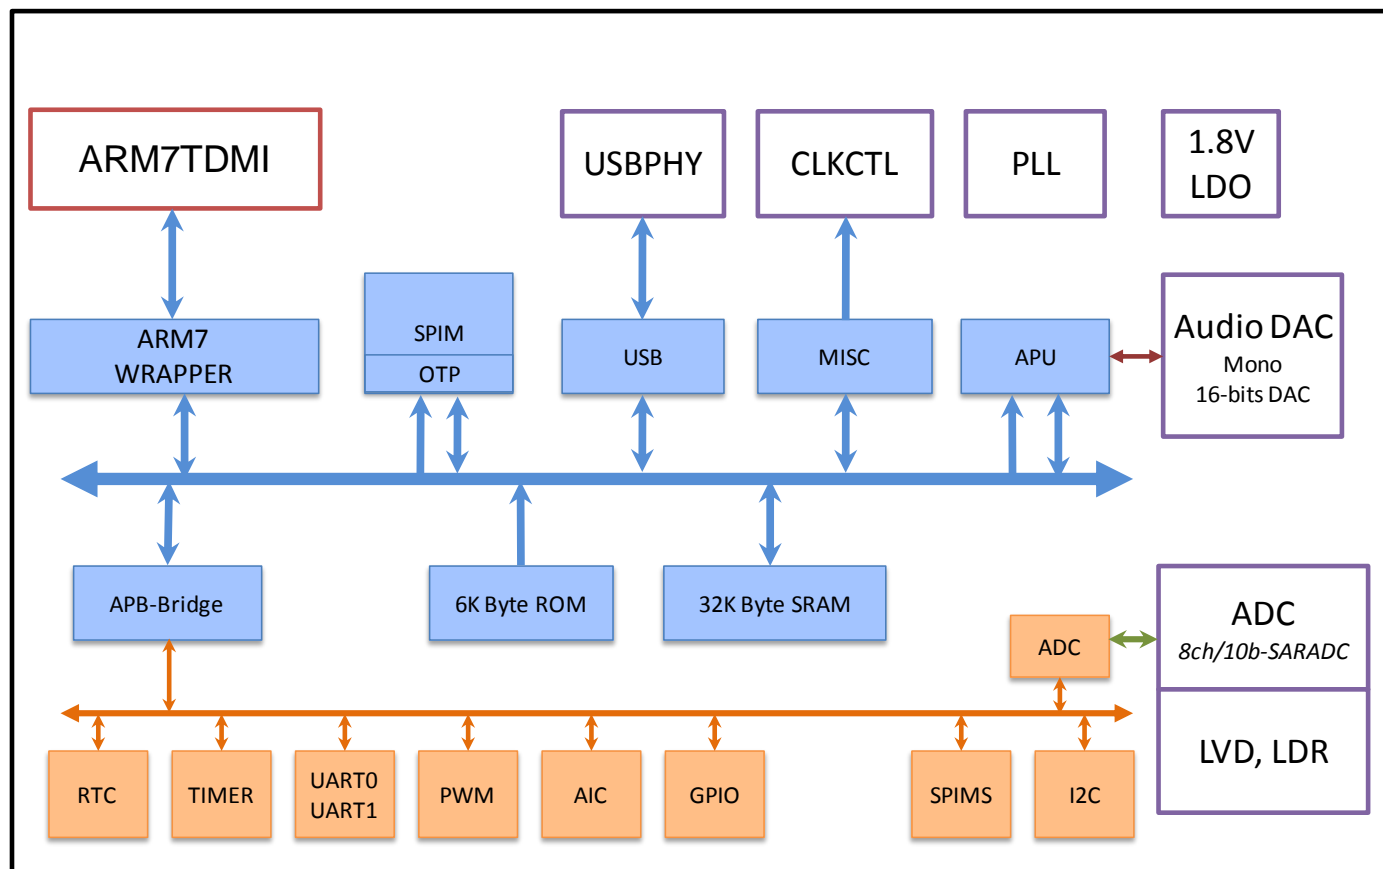 ARM7TDMI
USBPHY
CLKCTL
PLL
1.8V
LDO
ARM7
WRAPPER
SPIM
OTP
USB
MISC
APU
Audio DAC
Mono
16-bits DAC
APB-Bridge
6K Byte ROM
32K Byte SRAM
ADC
ADC
8ch/10b-SARADC
LVD, LDR
RTC
TIMER
UART0
UART1
PWM
AIC
GPIO
SPIMS
I2C